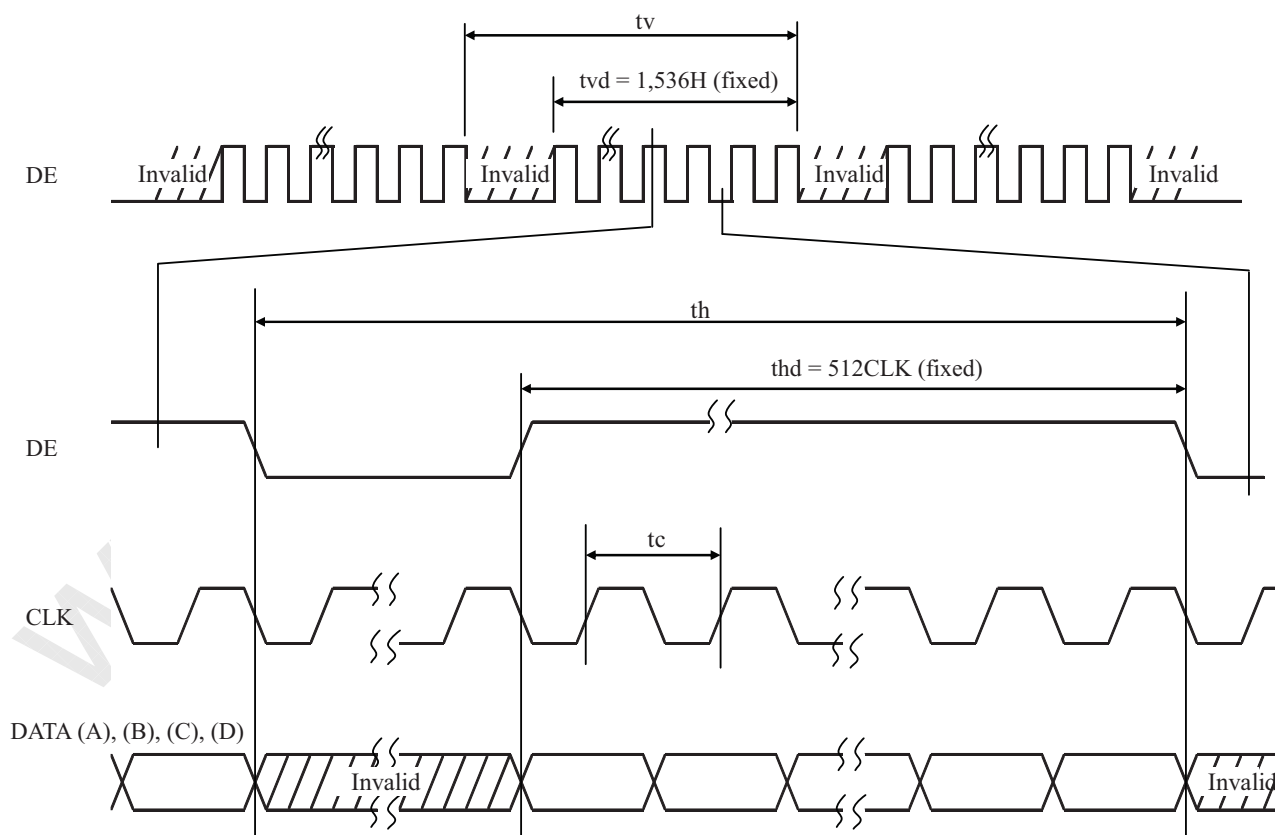 tv
tvd = 1,536H (fixed)
DE
Invalid
Invalid
Invalid
Invalid
th
thd = 512CLK (fixed)
DE
tc
CLK
DATA (A), (B), (C), (D)
Invalid
Invalid